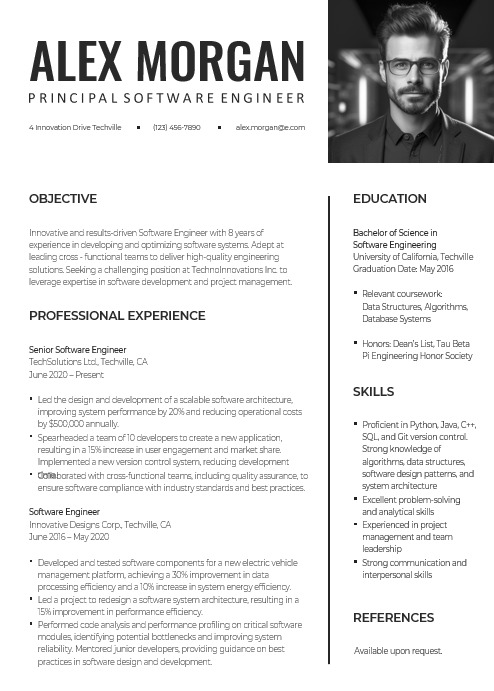 ALEX MORGAN
PRINCIPAL SOFTWARE ENGINEER
4 Innovation Drive Techville ▪ (123) 456-7890 ▪ alex.morgan@e.com
OBJECTIVE
Innovative and results-driven Software Engineer with 8 years of
experience in developing and optimizing software systems. Adept at
leading cross - functional teams to deliver high-quality engineering
solutions. Seeking a challenging position at TechnoInnovations Inc. to
leverage expertise in software development and project management.
PROFESSIONAL EXPERIENCE
Senior Software Engineer
TechSolutions Ltd., Techville, CA
June 2020 – Present
▪ Led the design and development of a scalable software architecture,
improving system performance by 20% and reducing operational costs
by $500,000 annually.
▪ Spearheaded a team of 10 developers to create a new application,
resulting in a 15% increase in user engagement and market share.
Implemented a new version control system, reducing development
▪ Collaborated with cross-functional teams, including quality assurance, to
ensure software compliance with industry standards and best practices.
Software Engineer
Innovative Designs Corp., Techville, CA
June 2016 – May 2020
▪ Developed and tested software components for a new electric vehicle
management platform, achieving a 30% improvement in data
processing efficiency and a 10% increase in system energy efficiency.
▪ Led a project to redesign a software system architecture, resulting in a
15% improvement in performance efficiency.
▪ Performed code analysis and performance profiling on critical software
modules, identifying potential bottlenecks and improving system
reliability. Mentored junior developers, providing guidance on best
practices in software design and development.
EDUCATION
Bachelor of Science in
Software Engineering
University of California, Techville
Graduation Date: May 2016
▪ Relevant coursework:
Data Structures, Algorithms,
Database Systems
▪ Honors: Dean's List, Tau Beta
Pi Engineering Honor Society
SKILLS
▪ Proficient in Python, Java, C++,
SQL, and Git version control.
Strong knowledge of
algorithms, data structures,
software design patterns, and
system architecture
▪ Excellent problem-solving
and analytical skills
▪ Experienced in project
management and team
leadership
▪ Strong communication and
interpersonal skills
REFERENCES
Available upon request.